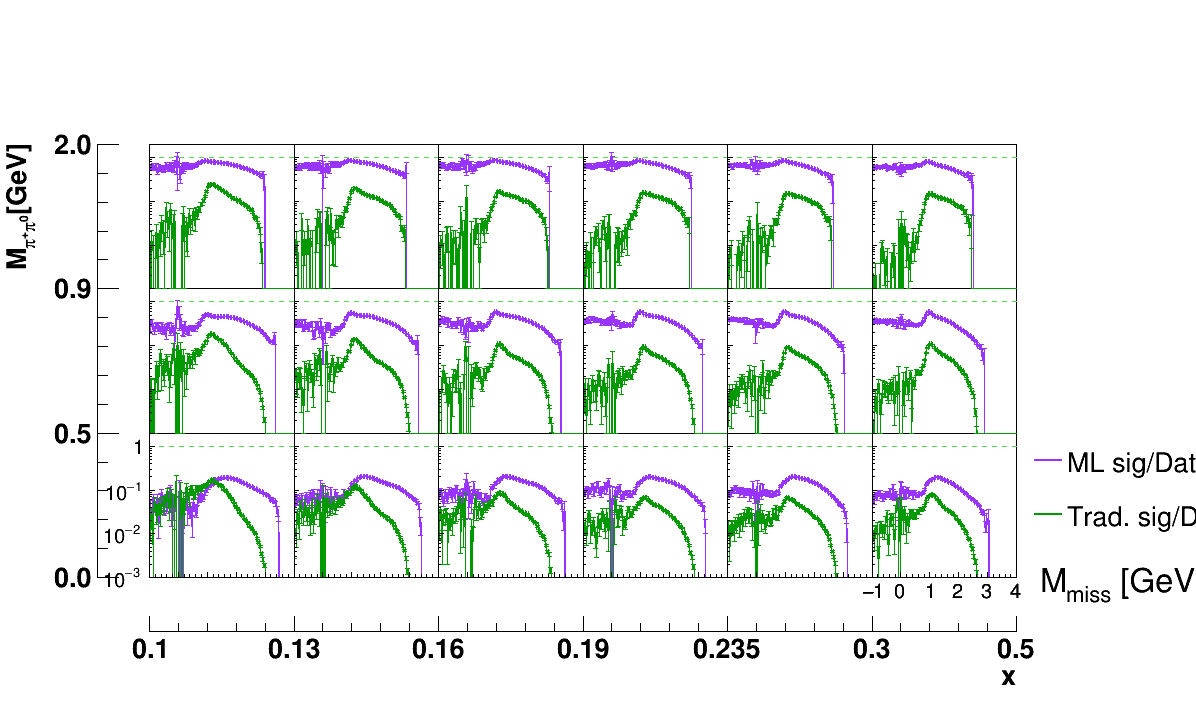 M_{π⁺π⁰}[GeV]
2.0
0.9
0.5
0.0
1
10⁻¹
10⁻²
10⁻³
ML sig/Dat
Trad. sig/D
−1 0 1 2 3 4
M_{miss} [GeV
0.1 0.13 0.16 0.19 0.235 0.3 0.5
x